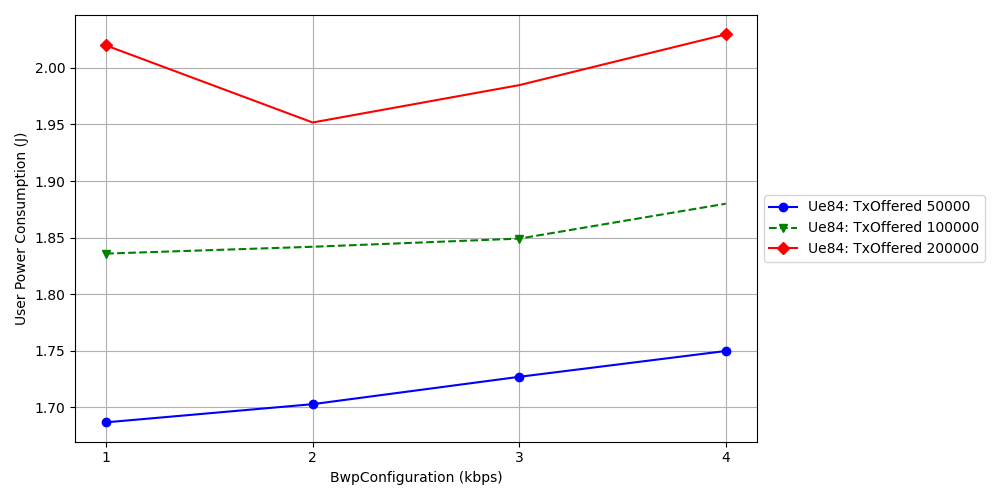 2.00
1.95
1.90
1.85
1.80
1.75
1.70
User Power Consumption (J)
1 2 3 4
BwpConfiguration (kbps)
Ue84: TxOffered 50000
Ue84: TxOffered 100000
Ue84: TxOffered 200000